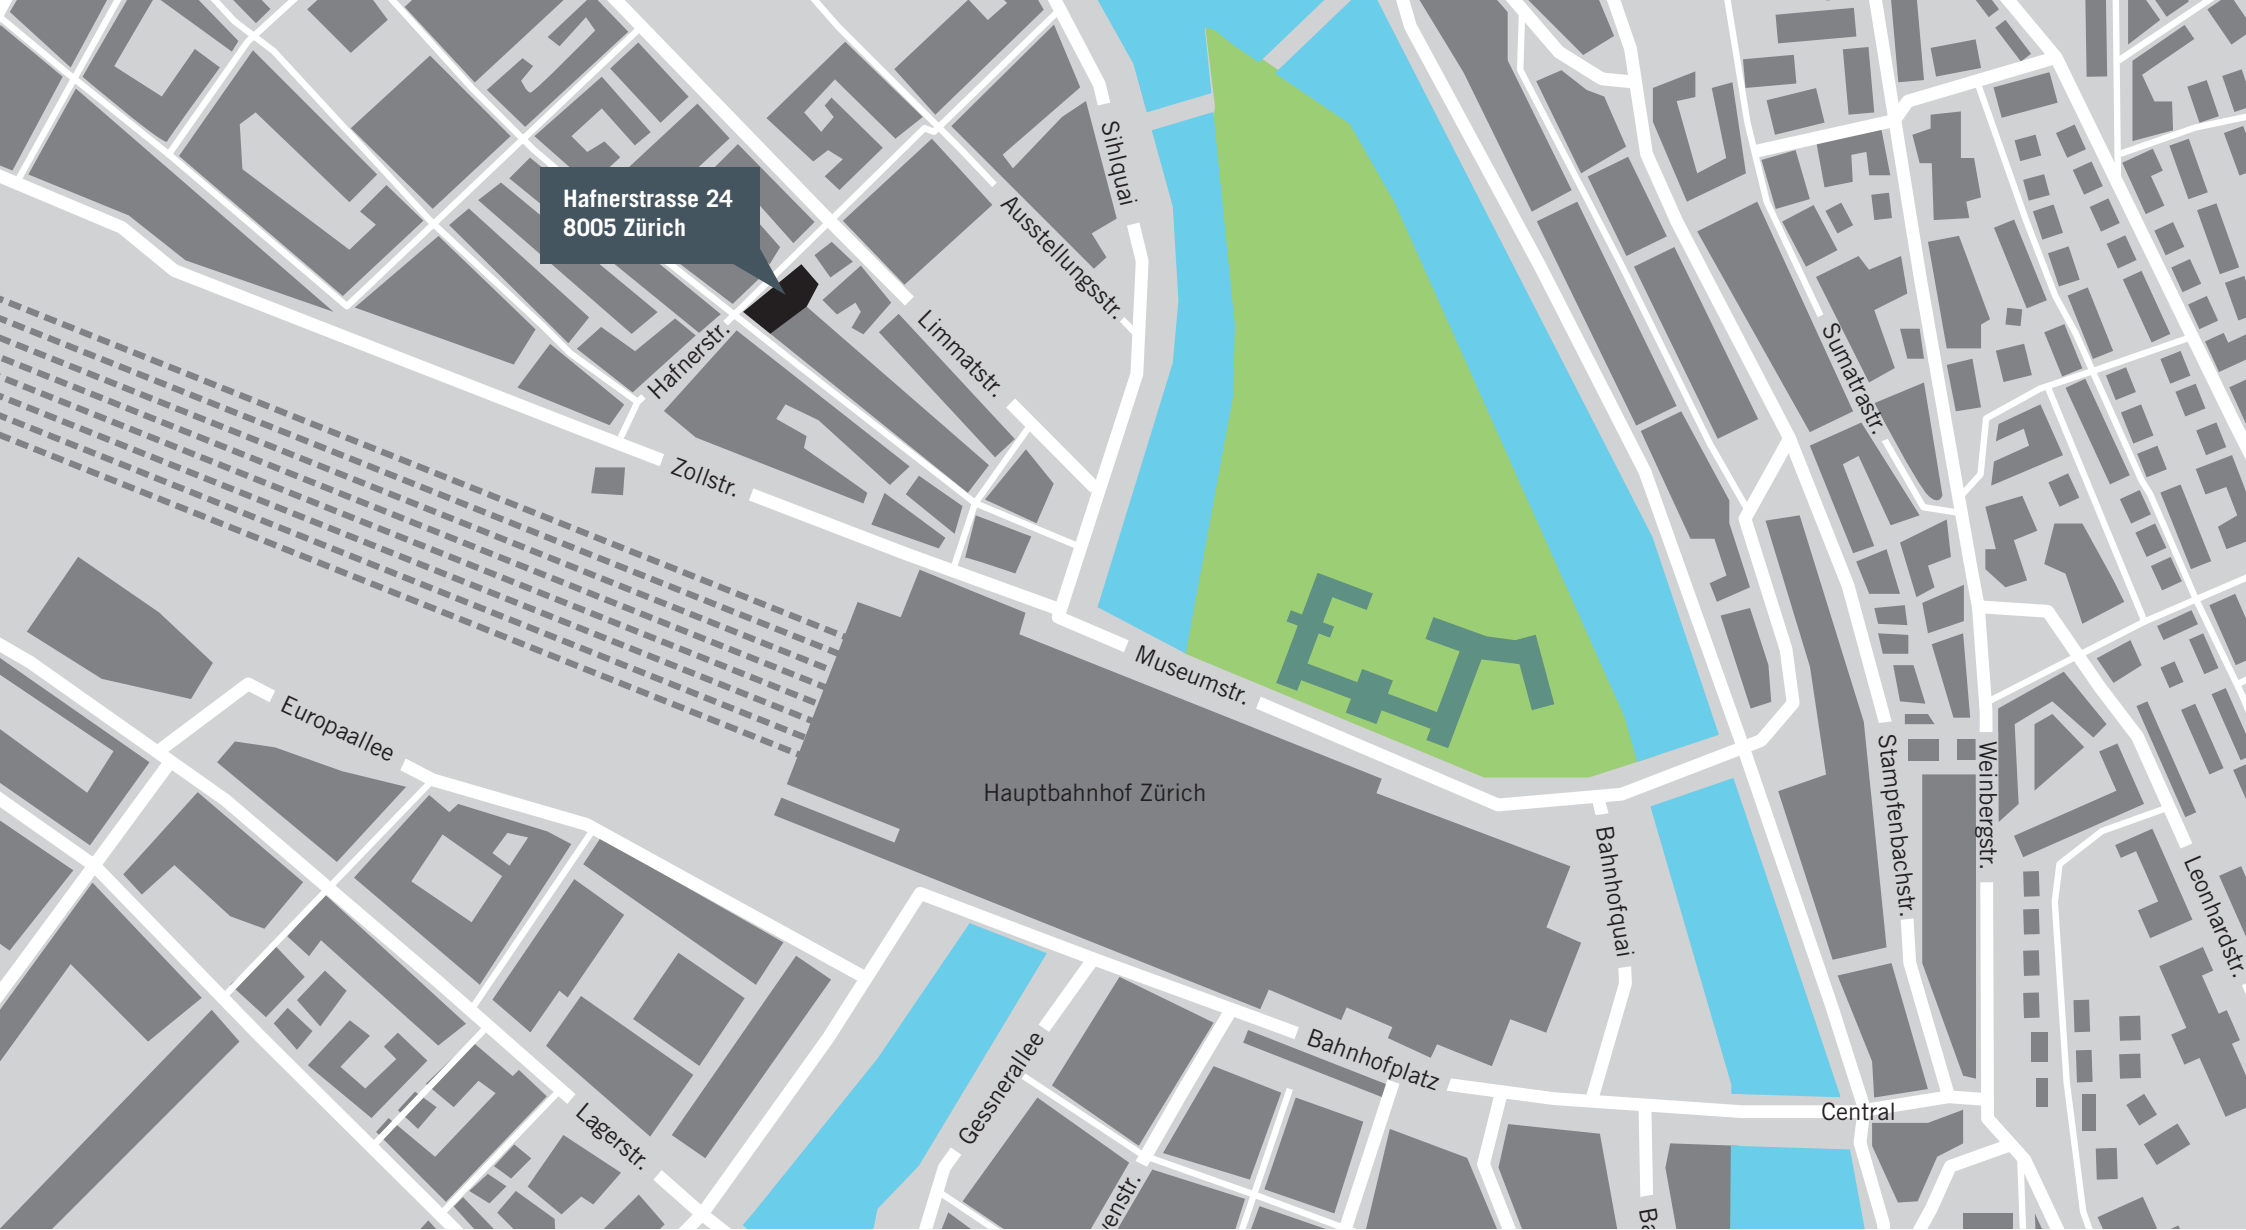 Sihlquai
Hafnerstrasse 24
8005 Zürich
Ausstellungsstr.
Hafnerstr.
Limmatstr.
Sumatrastr.
Zollstr.
Museumstr.
Europaallee
Hauptbahnhof Zürich
Stampfenbachstr.
Weinbergstr.
Bahnhofquai
Leonhardstr.
Bahnhofplatz
Gessnerallee
Lagerstr.
Central